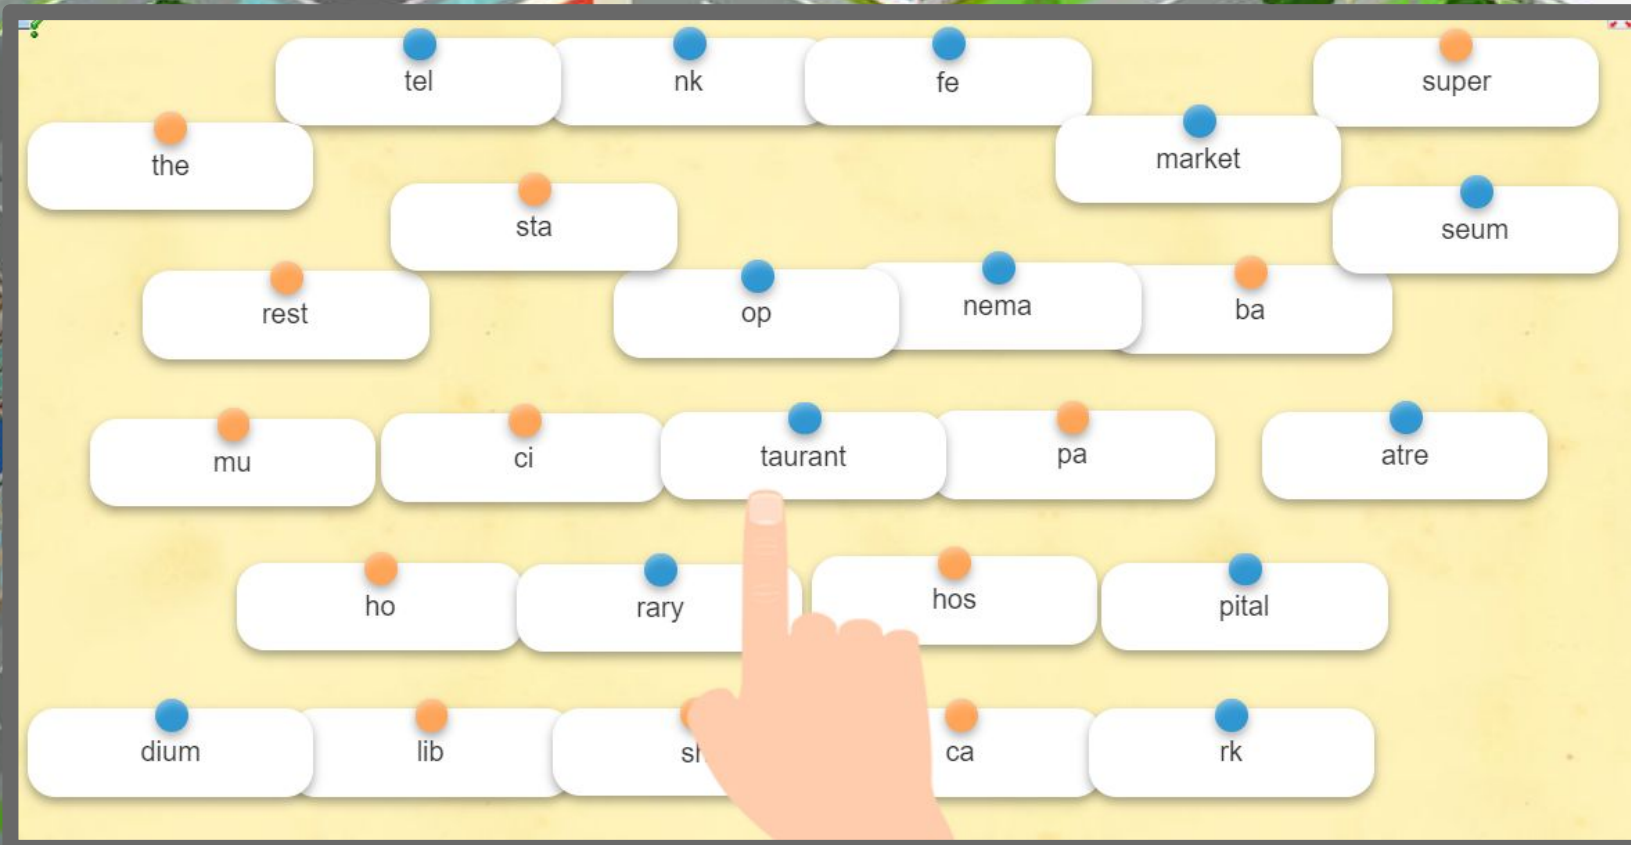 tel
nk
fe
super
the
market
sta
seum
rest
op
nema
ba
mu
ci
taurant
pa
atre
ho
rary
hos
pital
dium
lib
ca
rk